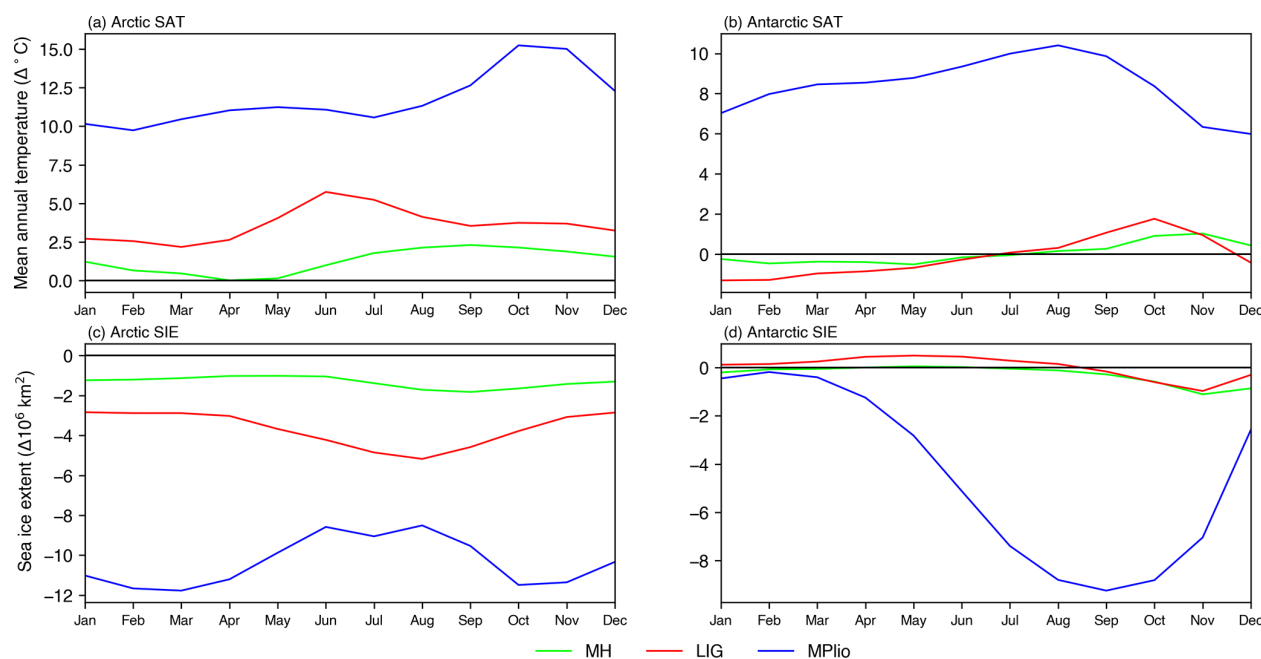 (a) Arctic SAT
Mean annual temperature (Δ˚C)
15.0
12.5
10.0
7.5
5.0
2.5
0.0
Jan Feb Mar Apr May Jun Jul Aug Sep Oct Nov Dec
(b) Antarctic SAT
10
8
6
4
2
0
Jan Feb Mar Apr May Jun Jul Aug Sep Oct Nov Dec
(c) Arctic SIE
Sea ice extent (Δ10⁶ km²)
0
−2
−4
−6
−8
−10
−12
Jan Feb Mar Apr May Jun Jul Aug Sep Oct Nov Dec
(d) Antarctic SIE
0
−2
−4
−6
−8
Jan Feb Mar Apr May Jun Jul Aug Sep Oct Nov Dec
MH LIG MPlio